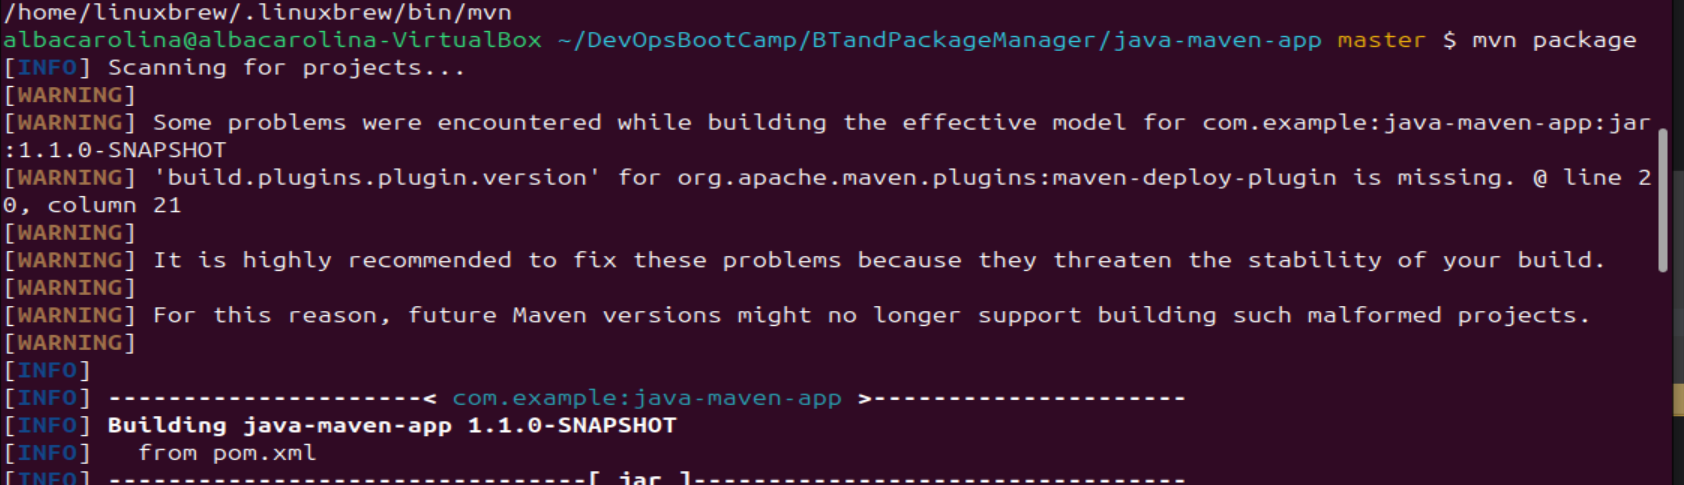 /home/linuxbrew/.linuxbrew/bin/mvn
albacarolina@albacarolina-VirtualBox ~/DevOpsBootCamp/BTandPackageManager/java-maven-app master $ mvn package
[INFO] Scanning for projects...
[WARNING]
[WARNING] Some problems were encountered while building the effective model for com.example:java-maven-app:jar
:1.1.0-SNAPSHOT
[WARNING] 'build.plugins.plugin.version' for org.apache.maven.plugins:maven-deploy-plugin is missing. @ line 2
0, column 21
[WARNING]
[WARNING] It is highly recommended to fix these problems because they threaten the stability of your build.
[WARNING]
[WARNING] For this reason, future Maven versions might no longer support building such malformed projects.
[WARNING]
[INFO]
[INFO] ---------------------< com.example:java-maven-app >---------------------
[INFO] Building java-maven-app 1.1.0-SNAPSHOT
[INFO]   from pom.xml
[INFO] --------------------------------[ jar ]---------------------------------